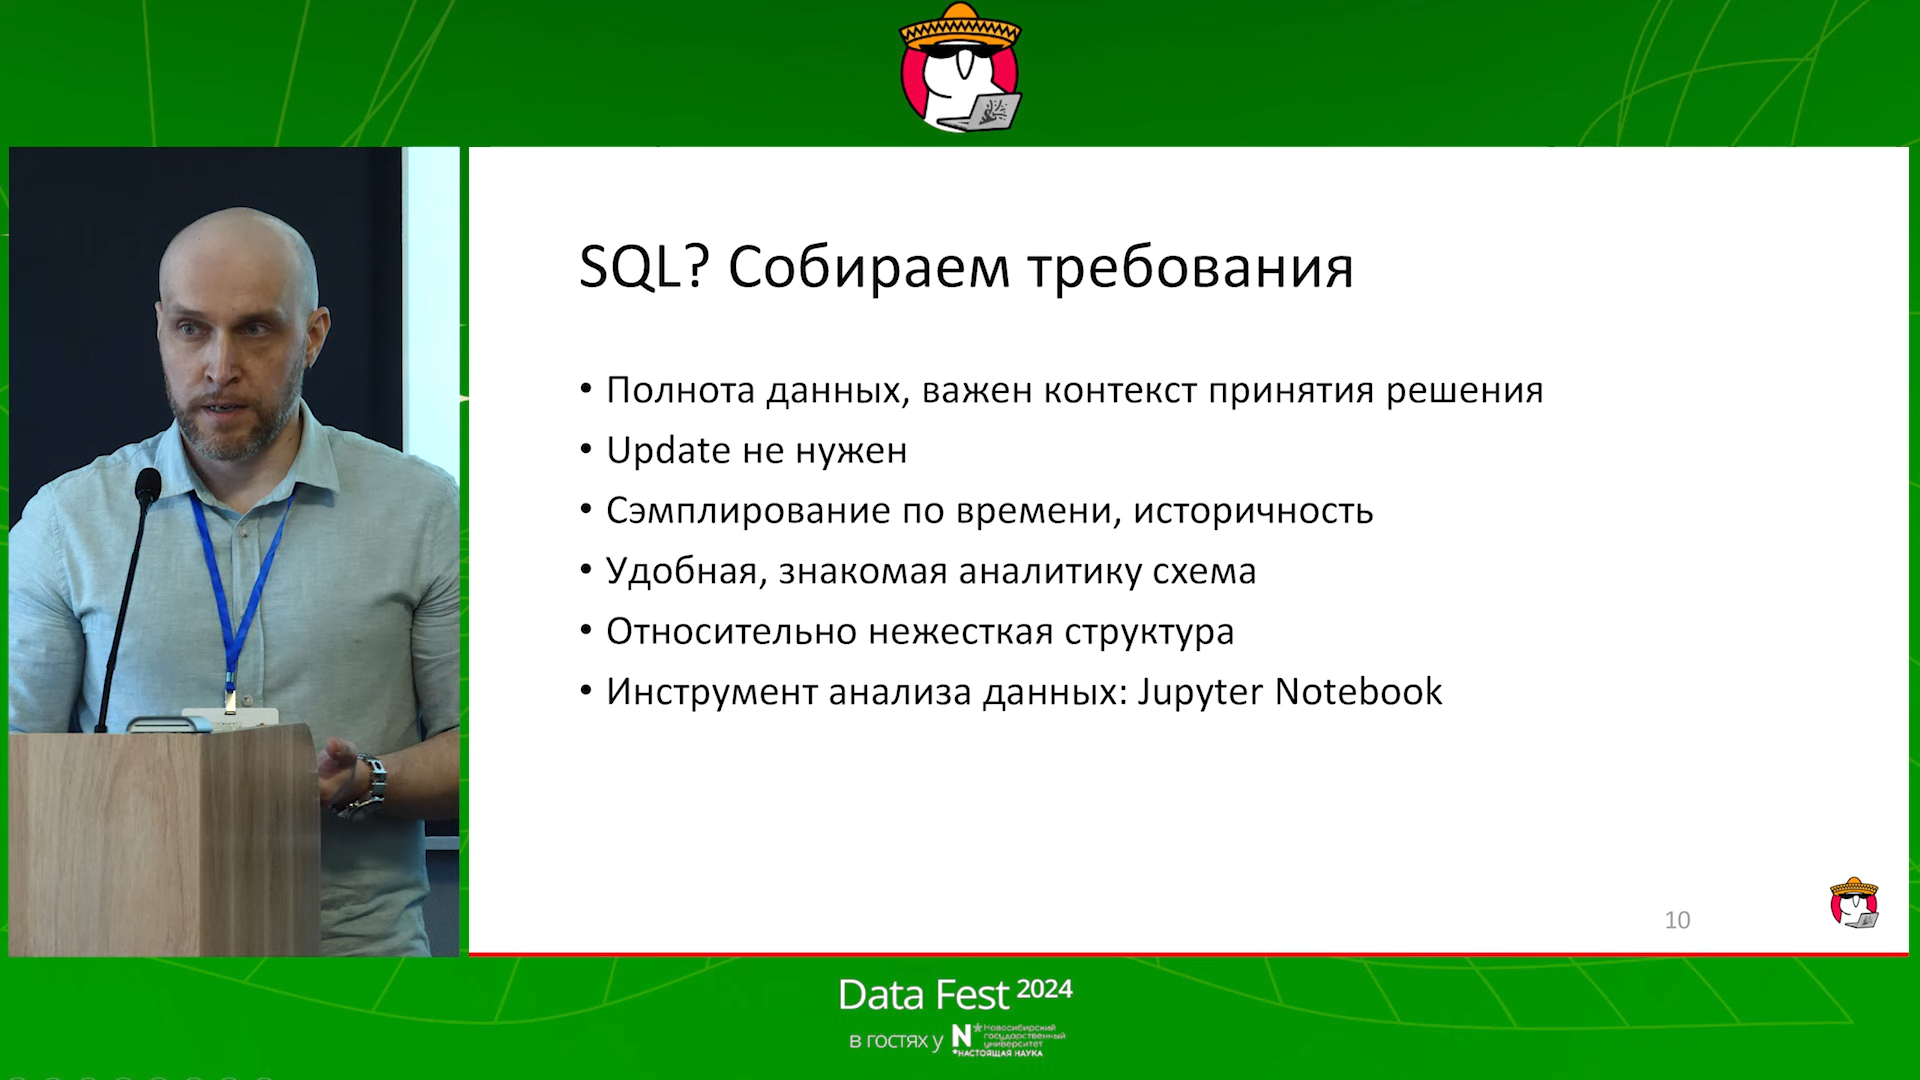 SQL? Собираем требования
• Полнота данных, важен контекст принятия решения
• Update не нужен
• Сэмплирование по времени, историчность
• Удобная, знакомая аналитику схема
• Относительно нежесткая структура
• Инструмент анализа данных: Jupyter Notebook
10
Data Fest 2024
в гостях у
N*
Новосибирский
государственный
университет
*НАСТОЯЩАЯ НАУКА